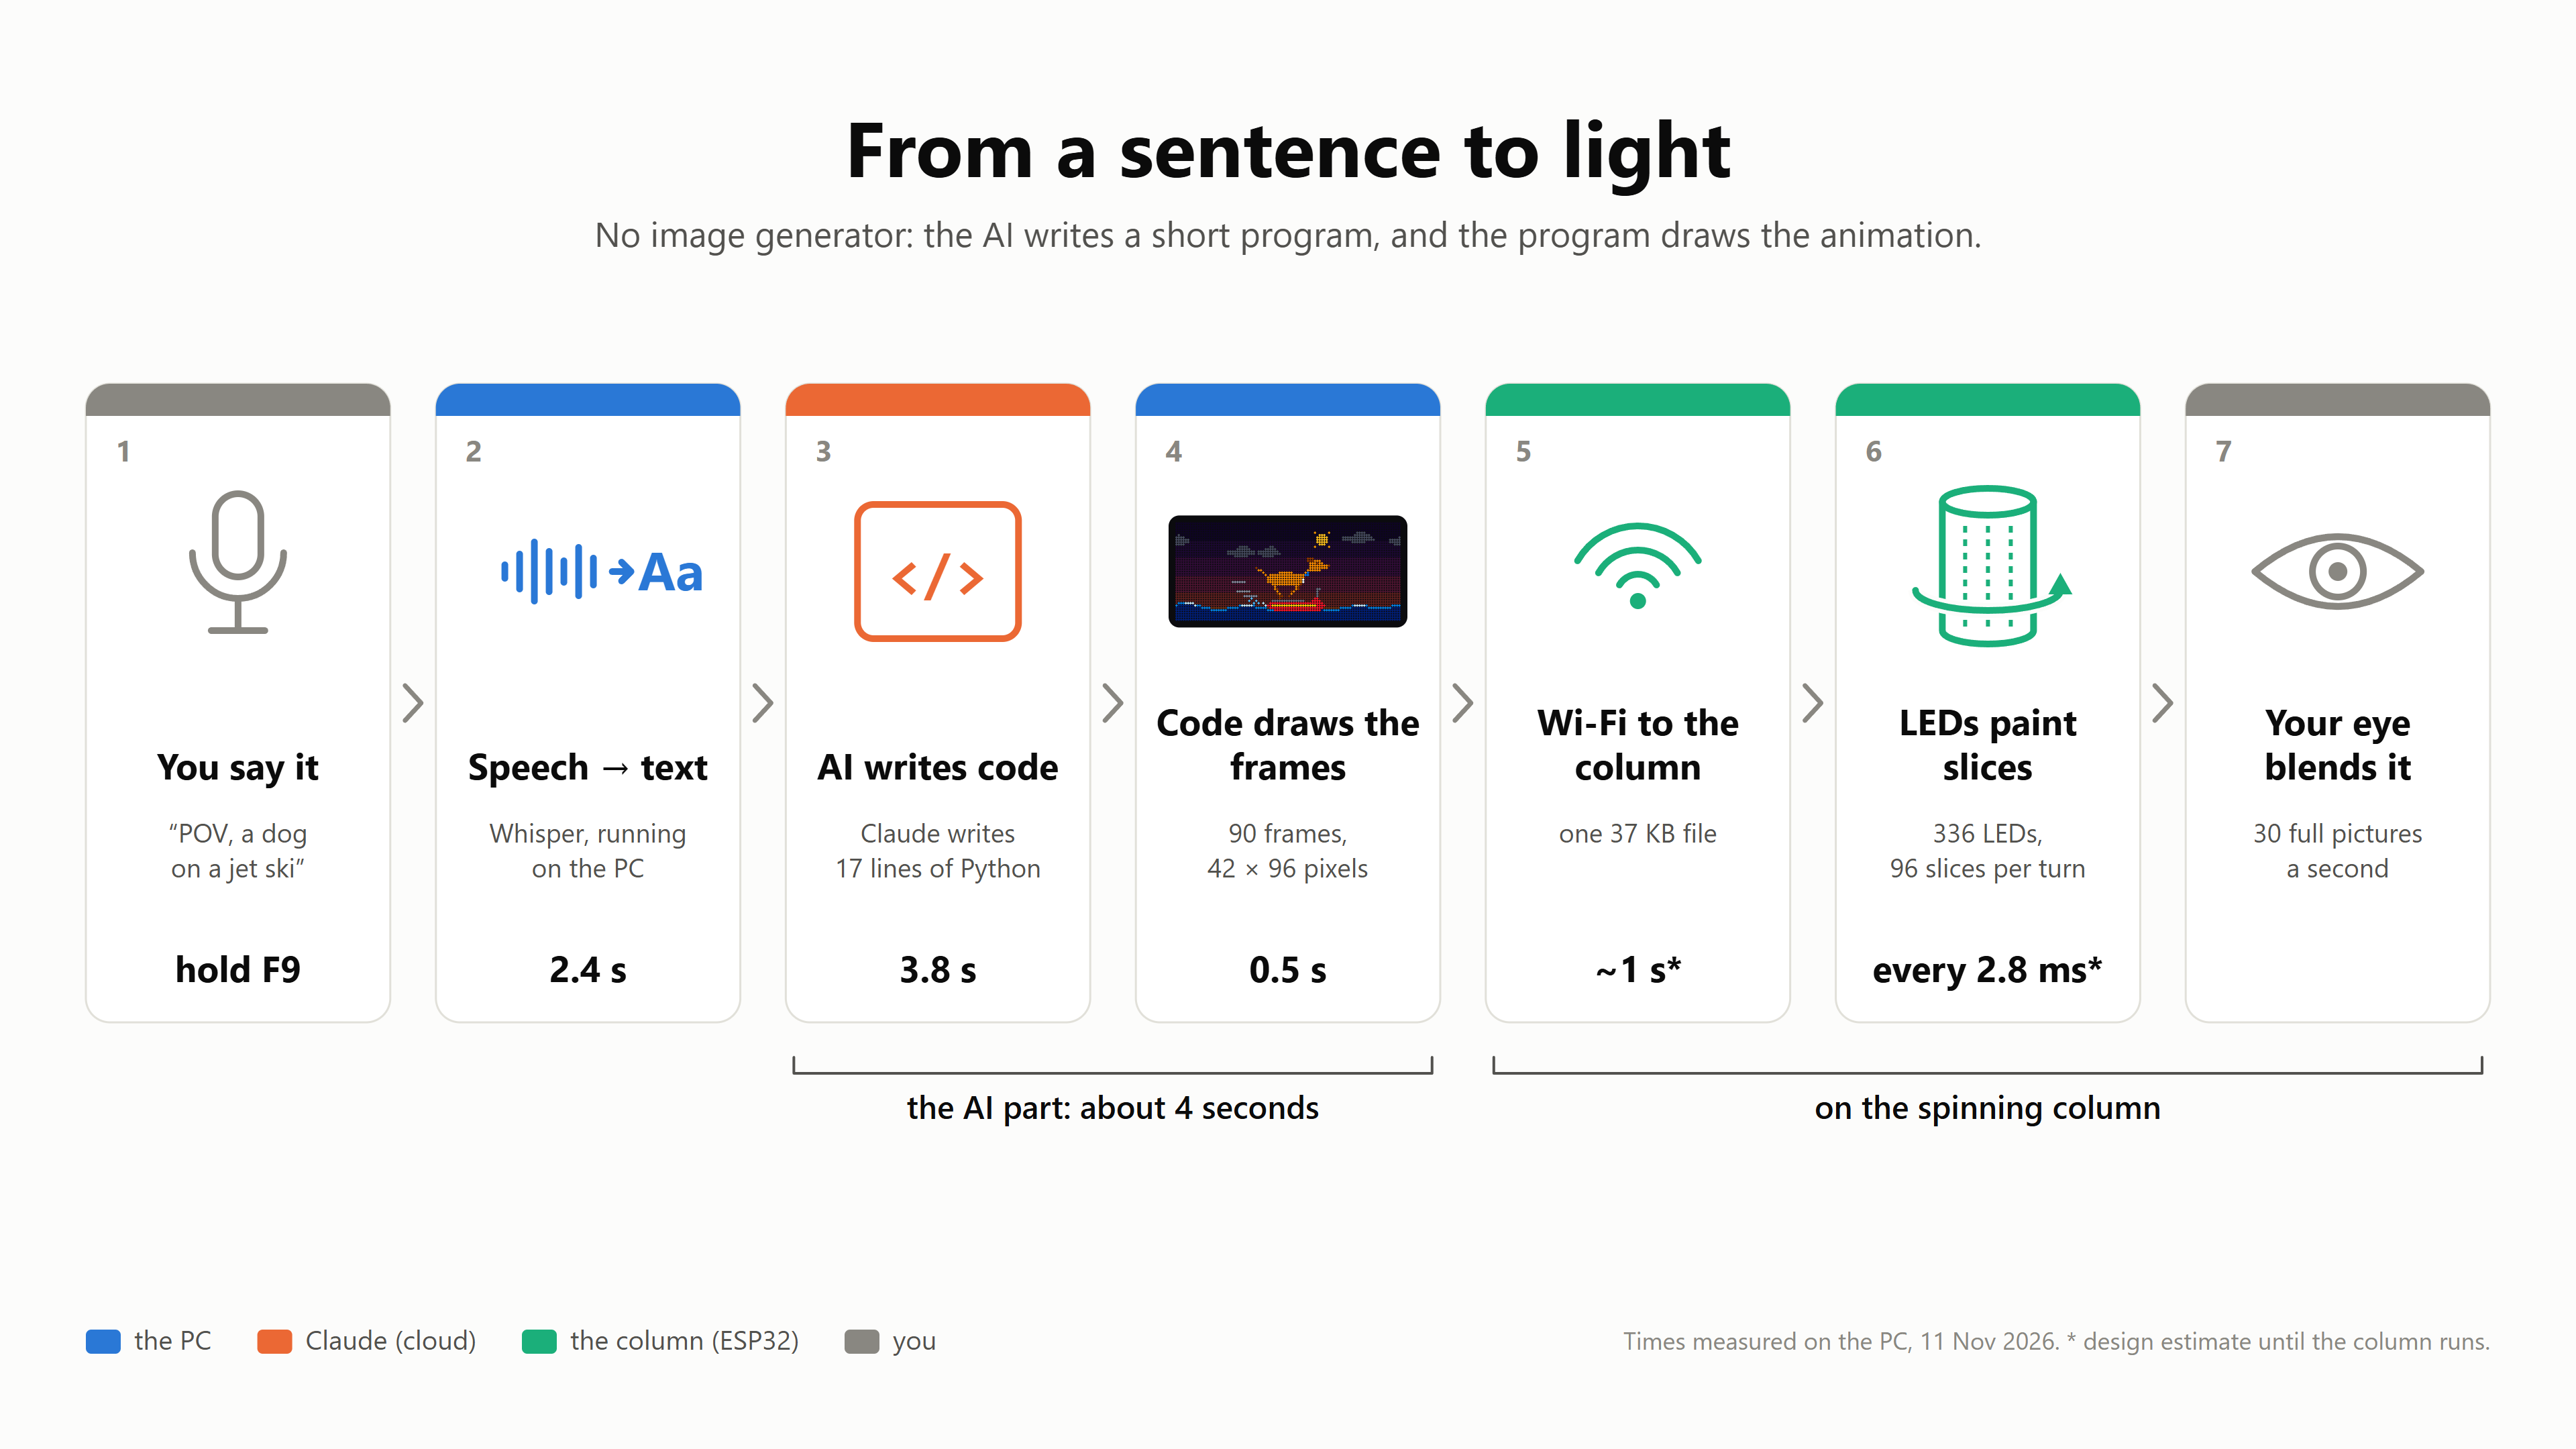 From a sentence to light
No image generator: the AI writes a short program, and the program draws the animation.
1
Aa
You say it
“POV, a dog
on a jet ski”
hold F9
2
Speech → text
Whisper, running
on the PC
2.4 s
3
</>
AI writes code
Claude writes
17 lines of Python
3.8 s
4
Code draws the
frames
90 frames,
42 × 96 pixels
0.5 s
5
Wi-Fi to the
column
one 37 KB file
~1 s*
6
LEDs paint
slices
336 LEDs,
96 slices per turn
every 2.8 ms*
7
Your eye
blends it
30 full pictures
a second
the AI part: about 4 seconds
on the spinning column
the PC
Claude (cloud)
the column (ESP32)
you
Times measured on the PC, 11 Nov 2026. * design estimate until the column runs.